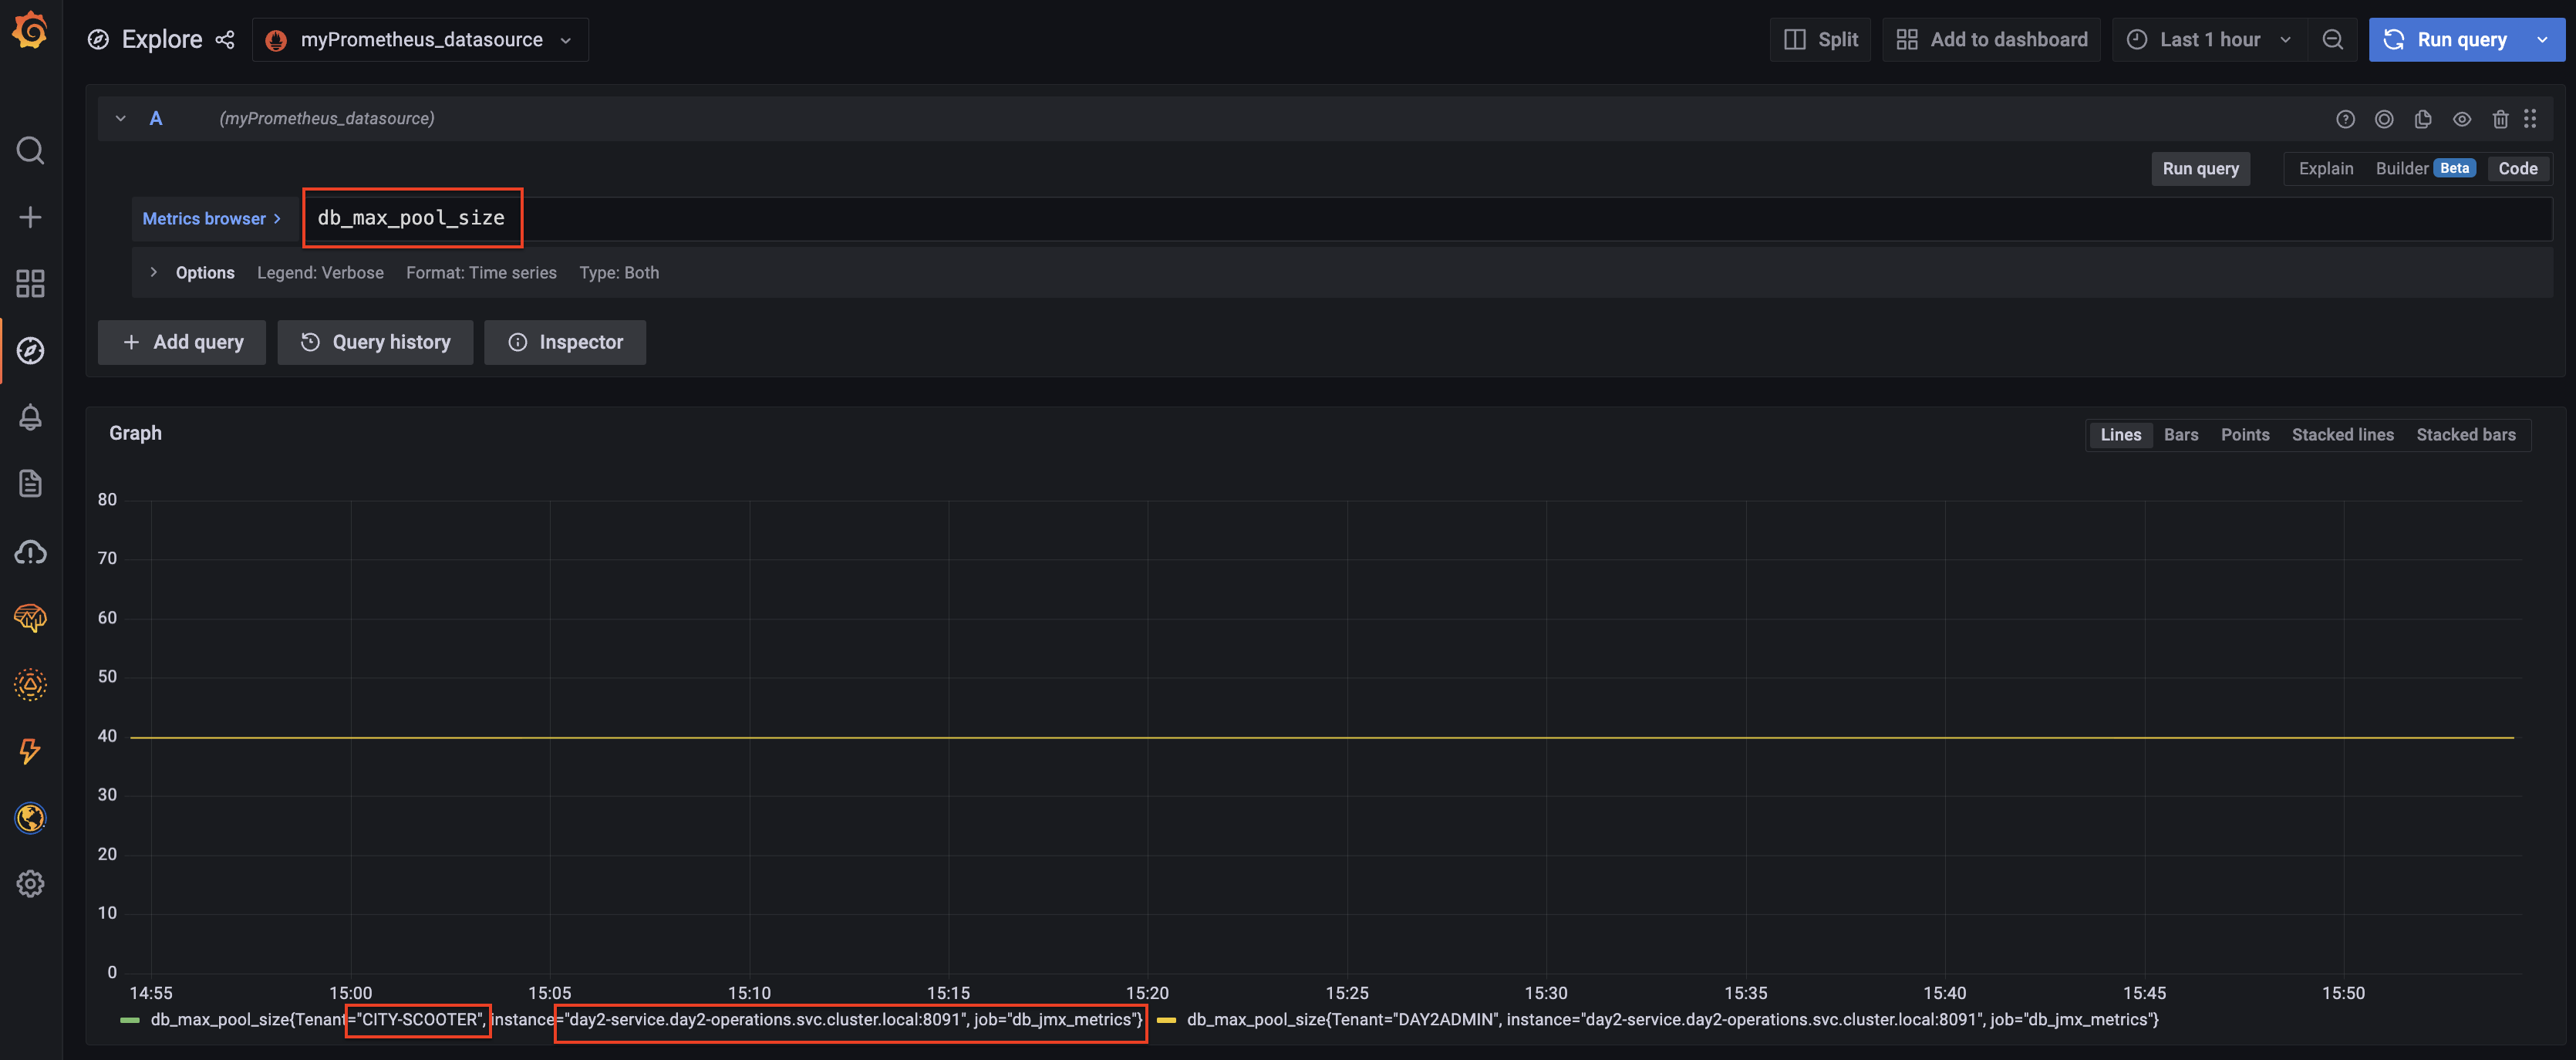 Explore myPrometheus_datasource Split Add to dashboard Last 1 hour Run query
A (myPrometheus_datasource)
Run query Explain Builder Beta Code
Metrics browser > db_max_pool_size
> Options Legend: Verbose Format: Time series Type: Both
+ Add query Query history Inspector
Graph
Lines Bars Points Stacked lines Stacked bars
80
70
60
50
40
30
20
10
0
14:55 15:00 15:05 15:10 15:15 15:20 15:25 15:30 15:35 15:40 15:45 15:50
db_max_pool_size{Tenant="CITY-SCOOTER", instance="day2-service.day2-operations.svc.cluster.local:8091", job="db_jmx_metrics"} db_max_pool_size{Tenant="DAY2ADMIN", instance="day2-service.day2-operations.svc.cluster.local:8091", job="db_jmx_metrics"}